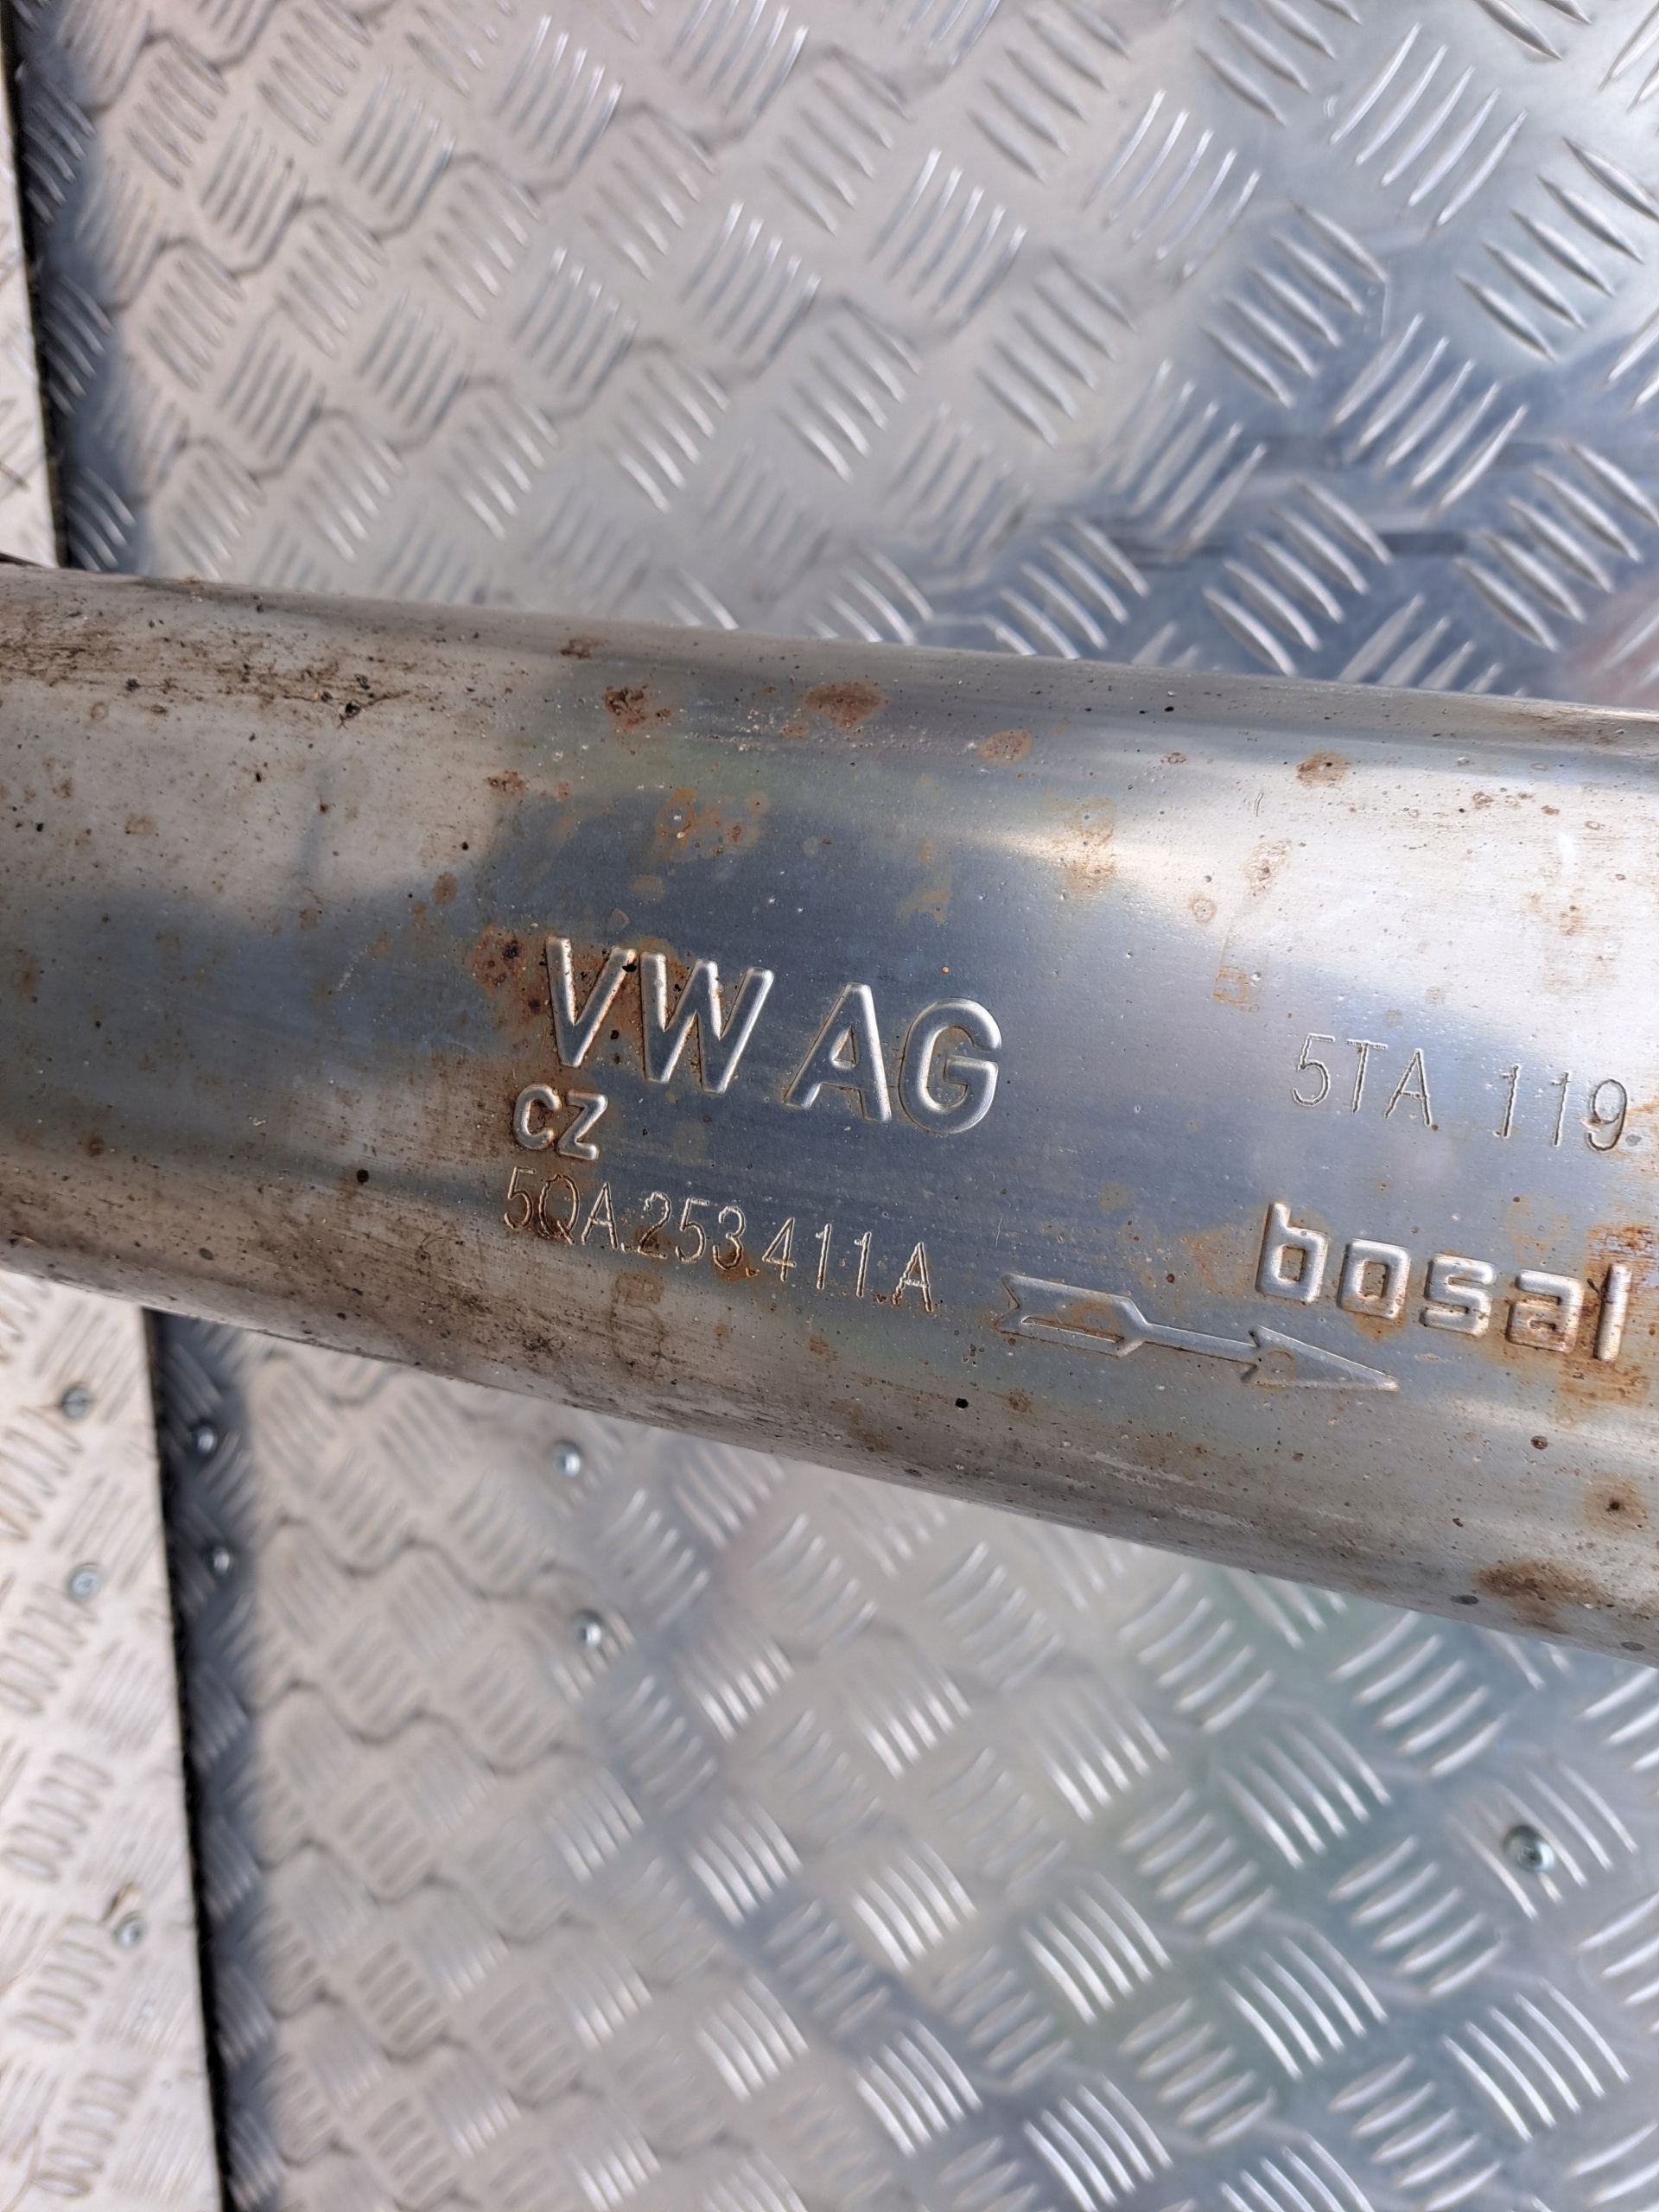 VW AG
CZ
5QA.253.411.A
5TA 119
bosal